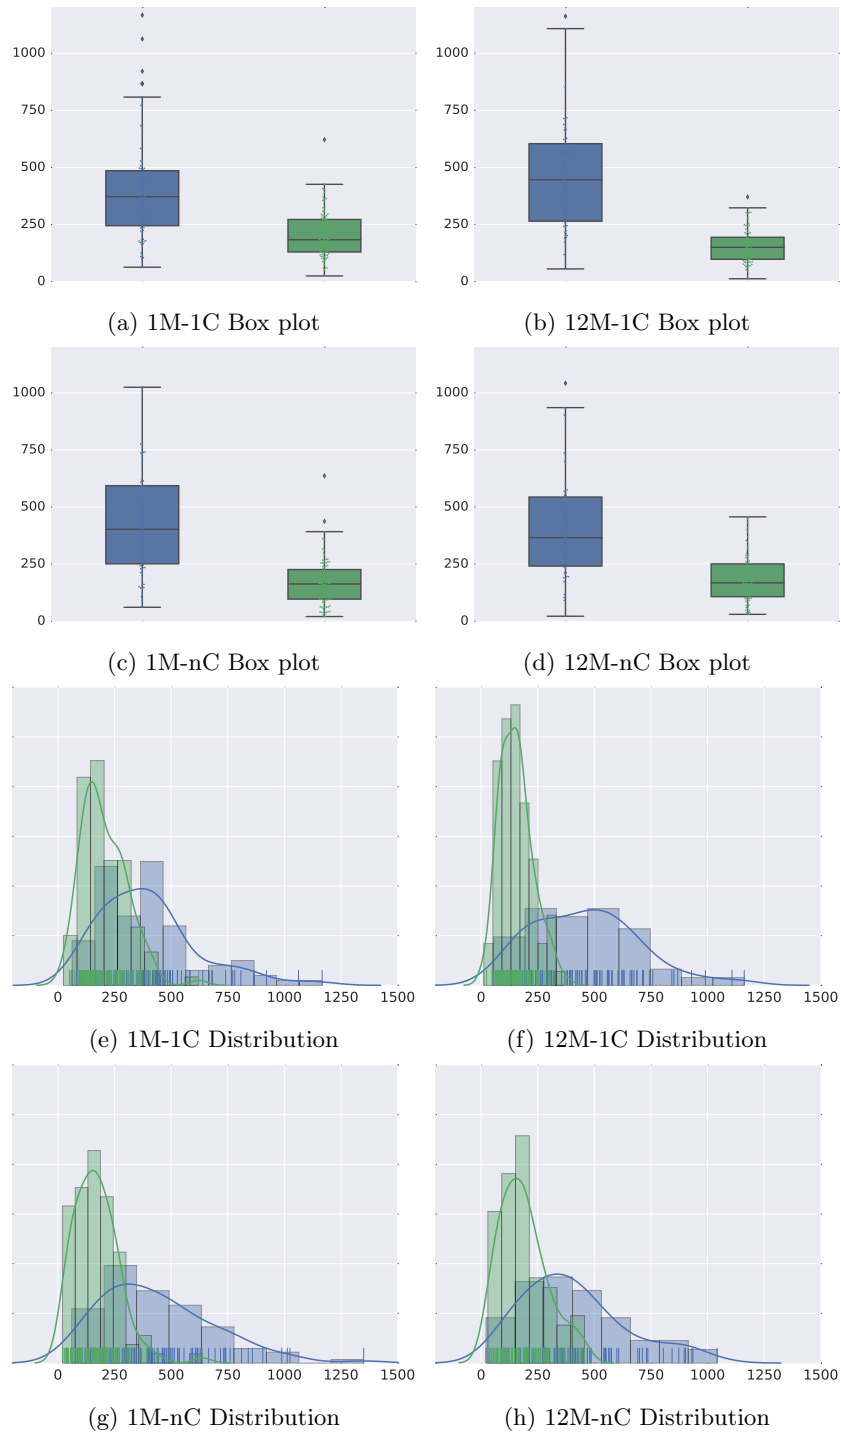 1000
750
500
250
0
1000
750
500
250
0
(a) 1M-1C Box plot
(b) 12M-1C Box plot
1000
750
500
250
0
1000
750
500
250
0
(c) 1M-nC Box plot
(d) 12M-nC Box plot
0 250 500 750 1000 1250 1500
0 250 500 750 1000 1250 1500
(e) 1M-1C Distribution
(f) 12M-1C Distribution
0 250 500 750 1000 1250 1500
0 250 500 750 1000 1250 1500
(g) 1M-nC Distribution
(h) 12M-nC Distribution